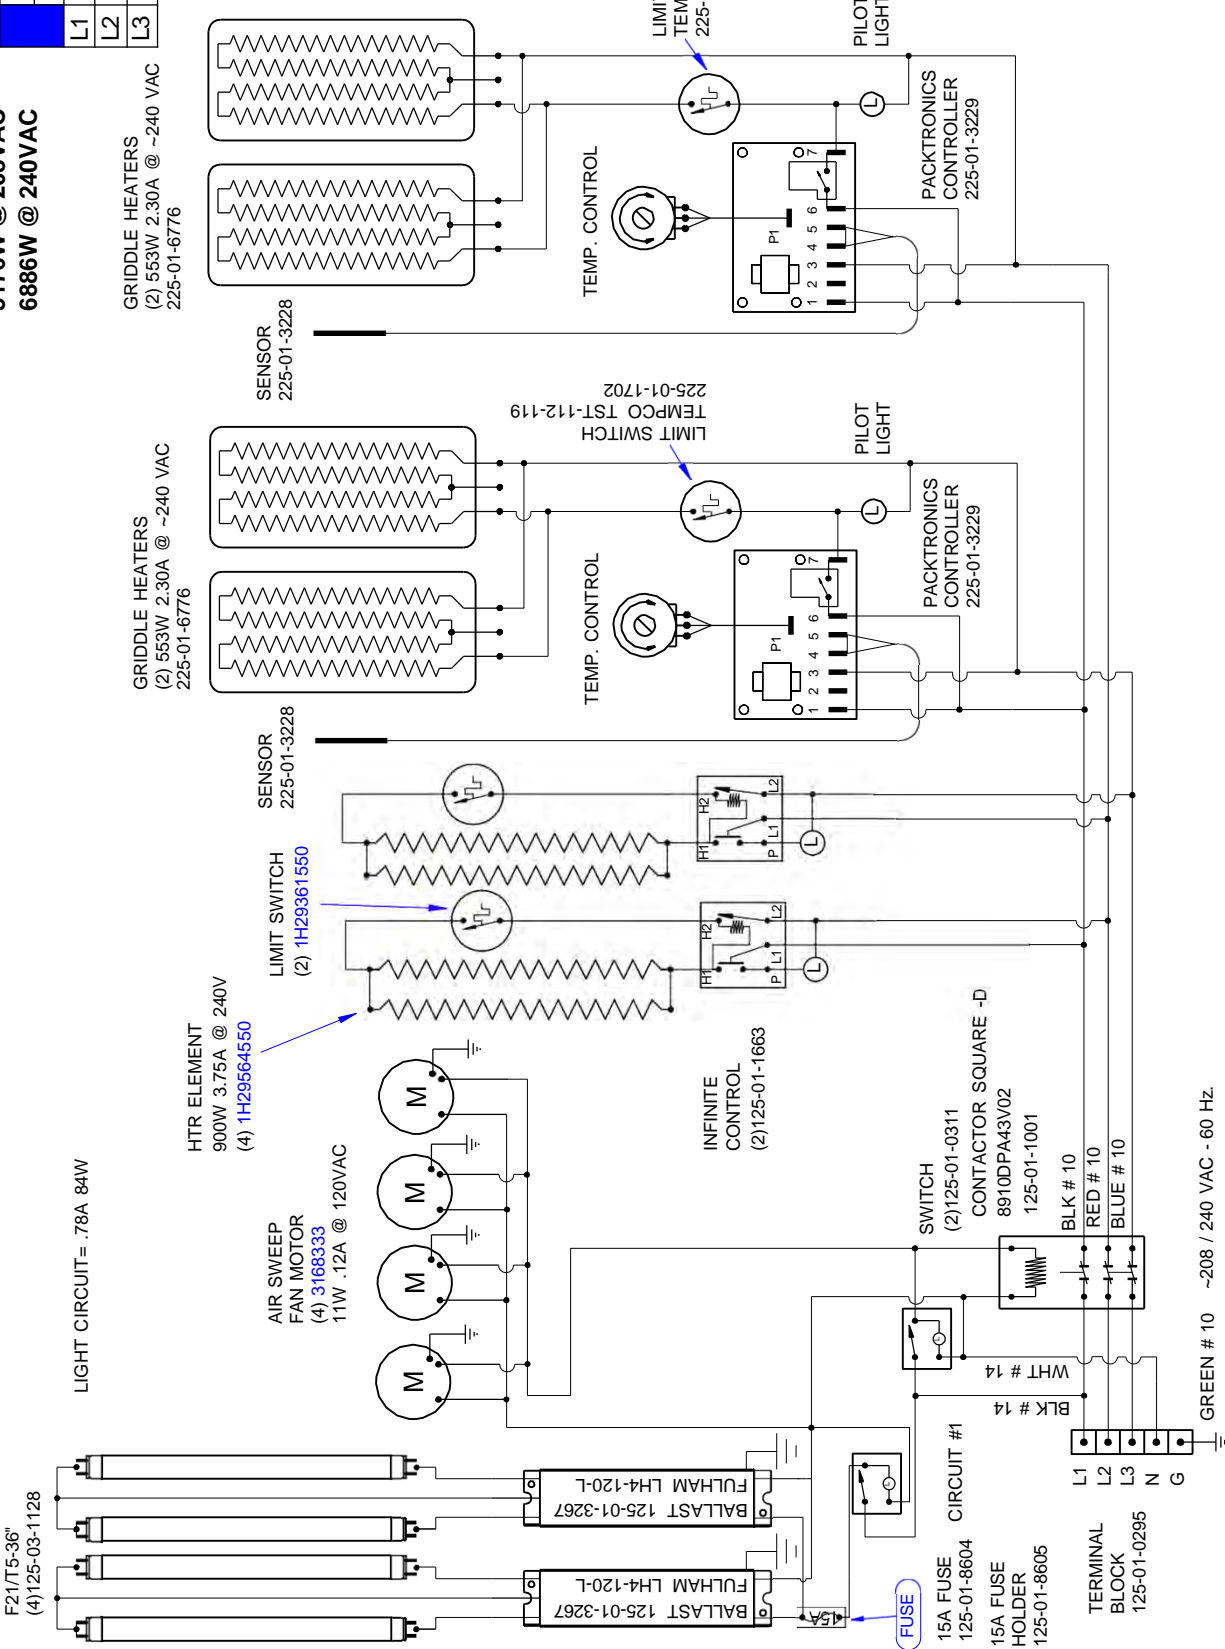 6886W @ 240VAC
L1
L2
L3
GRIDDLE HEATERS
(2) 553W 2.30A @ ~240 VAC
225-01-6776
SENSOR
225-01-3228
TEMP. CONTROL
PILOT
LIGHT
L
P1
1 2 3 4 5 6 7
PACKTRONICS
CONTROLLER
225-01-3229
GRIDDLE HEATERS
(2) 553W 2.30A @ ~240 VAC
225-01-6776
SENSOR
225-01-3228
LIMIT SWITCH
TEMPCO TST-112-119
225-01-1702
TEMP. CONTROL
PILOT
LIGHT
L
P1
1 2 3 4 5 6 7
PACKTRONICS
CONTROLLER
225-01-3229
LIMIT SWITCH
(2) 1H29361550
HTR ELEMENT
900W 3.75A @ 240V
(4) 1H29564550
H1 H2
P L1 L2
L
H1 H2
P L1 L2
L
INFINITE
CONTROL
(2)125-01-1663
LIGHT CIRCUIT= .78A 84W
AIR SWEEP
FAN MOTOR
(4) 3168333
11W .12A @ 120VAC
M
M
M
M
SWITCH
(2)125-01-0311
CONTACTOR SQUARE -D
8910DPA43V02
125-01-1001
BLK # 10
RED # 10
BLUE # 10
F21/T5-36"
(4)125-03-1128
BALLAST 125-01-3267
FULHAM LH4-120-L
BALLAST 125-01-3267
FULHAM LH4-120-L
15A
FUSE
15A FUSE
125-01-8604
15A FUSE
HOLDER
125-01-8605
CIRCUIT #1
WHT # 14
BLK # 14
TERMINAL
BLOCK
125-01-0295
L1
L2
L3
N
G
GREEN # 10
~208 / 240 VAC - 60 Hz.